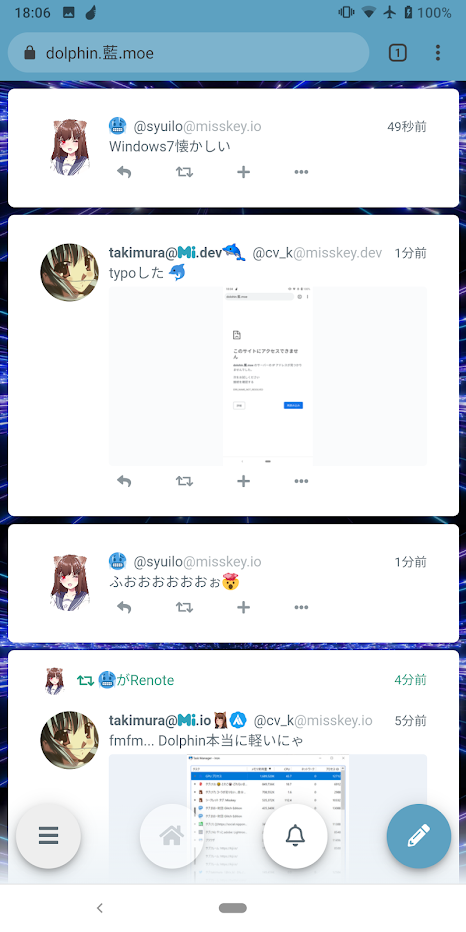 18:06
100%
dolphin.藍.moe
1
🥶 @syuilo@misskey.io 49秒前
Windows7懐かしい
takimura@Mi.dev🐬 @cv_k@misskey.dev 1分前
typoした 🐬
このサイトにアクセスできません
🥶 @syuilo@misskey.io 1分前
ふおおおおおおぉ🤯
🥶がRenote 4分前
takimura@Mi.io @cv_k@misskey.io 5分前
fmfm... Dolphin本当に軽いにゃ